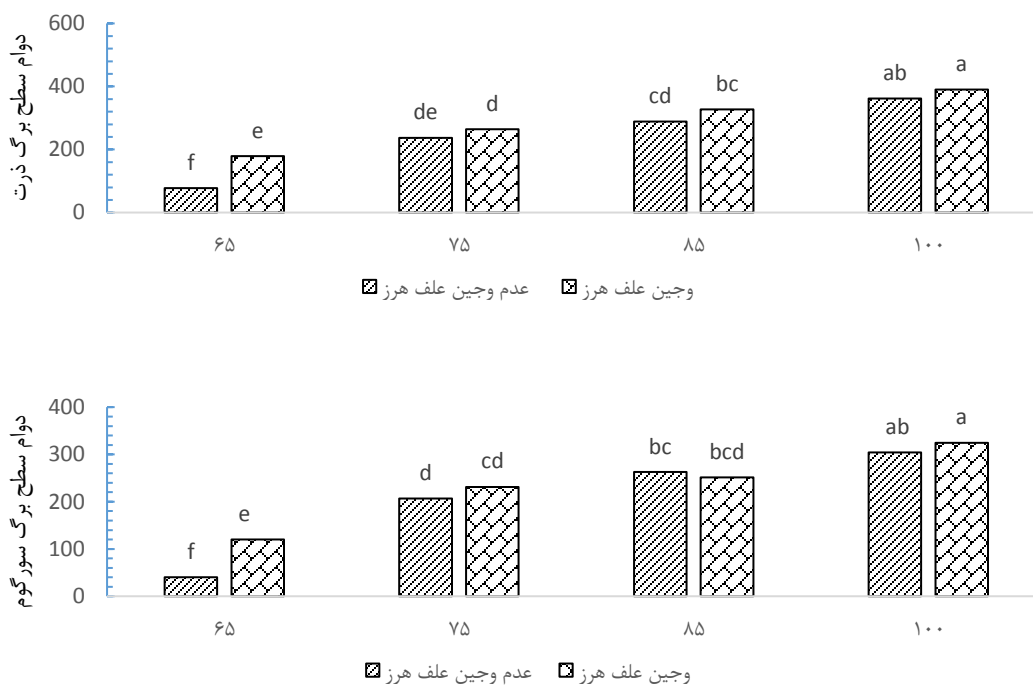 دوام سطح برگ ذرت
600
400
200
0
f e de d cd bc ab a
۶۵ ۷۵ ۸۵ ۱۰۰
عدم وجین علف هرز وجین علف هرز
دوام سطح برگ سورگوم
400
300
200
100
0
f e d cd bc bcd ab a
۶۵ ۷۵ ۸۵ ۱۰۰
عدم وجین علف هرز وجین علف هرز